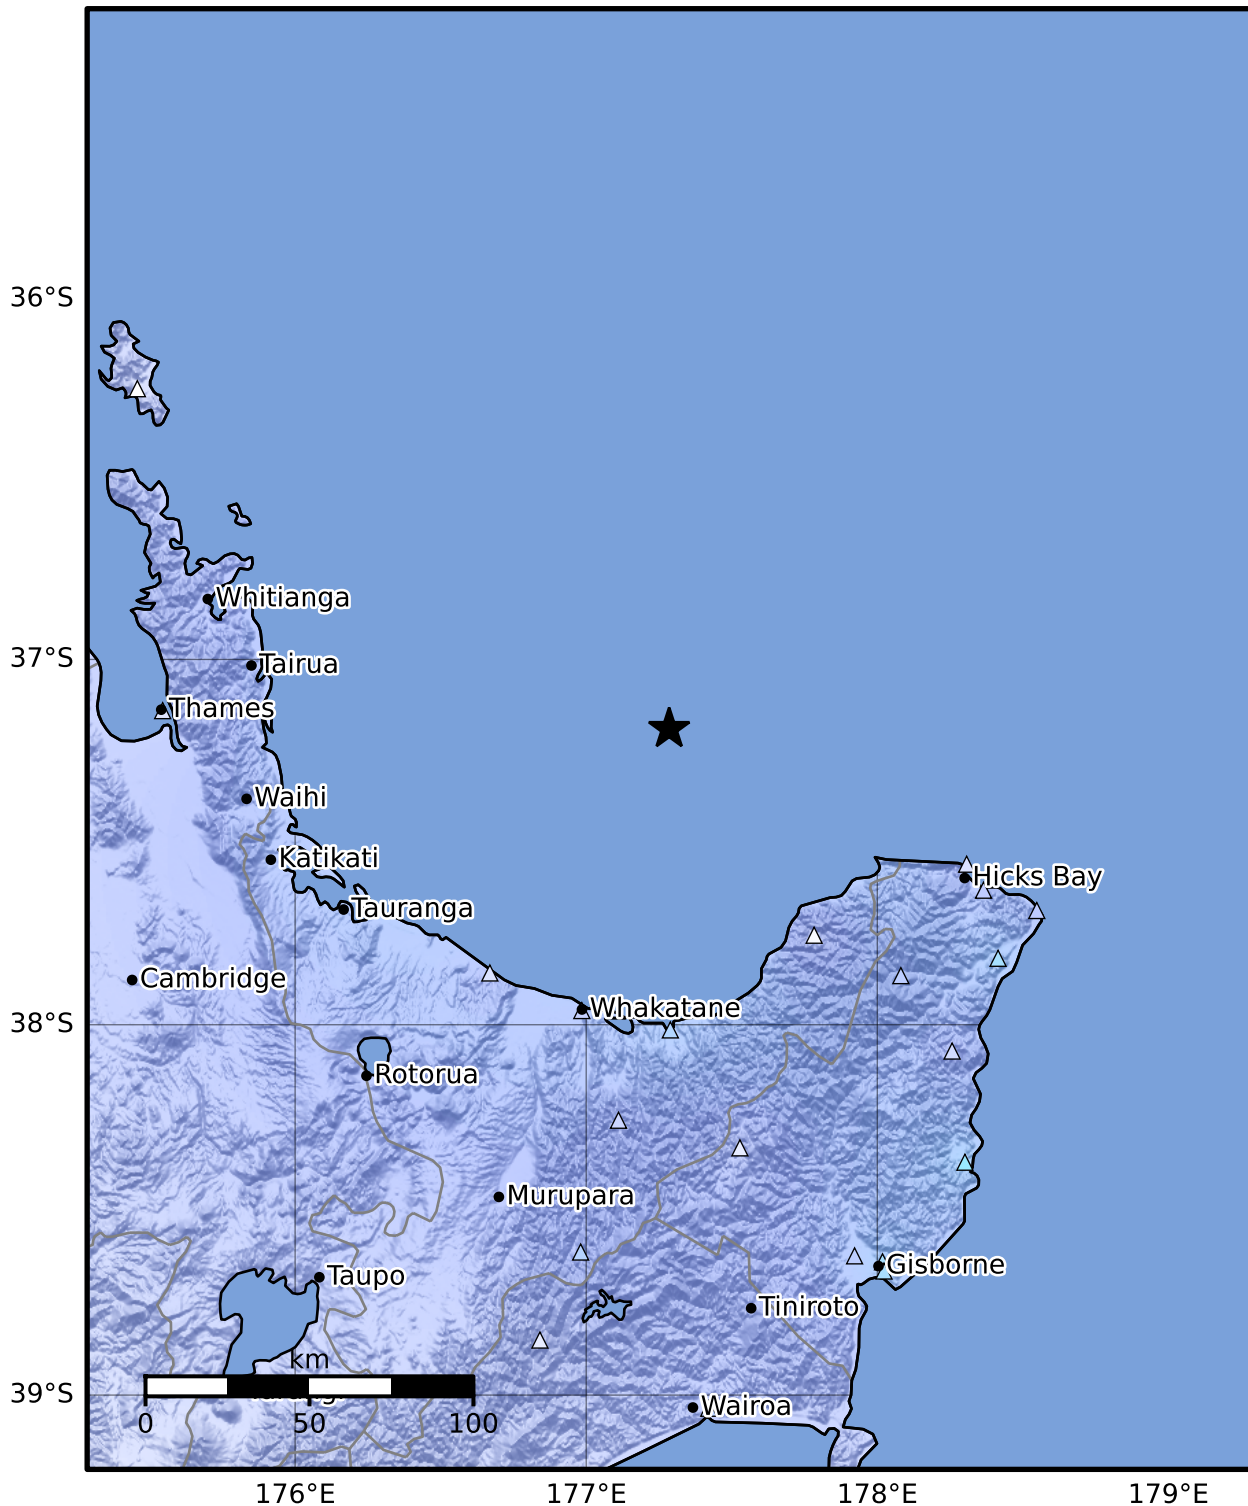 36°S
Whitianga
37°S
Tairua
Thames
Waihi
Katikati
Hicks Bay
Tauranga
Cambridge
Whakatane
38°S
Rotorua
Murupara
Gisborne
Taupo
Tiniroto
km
39°S
Wairoa
0 50 100
176°E 177°E 178°E 179°E